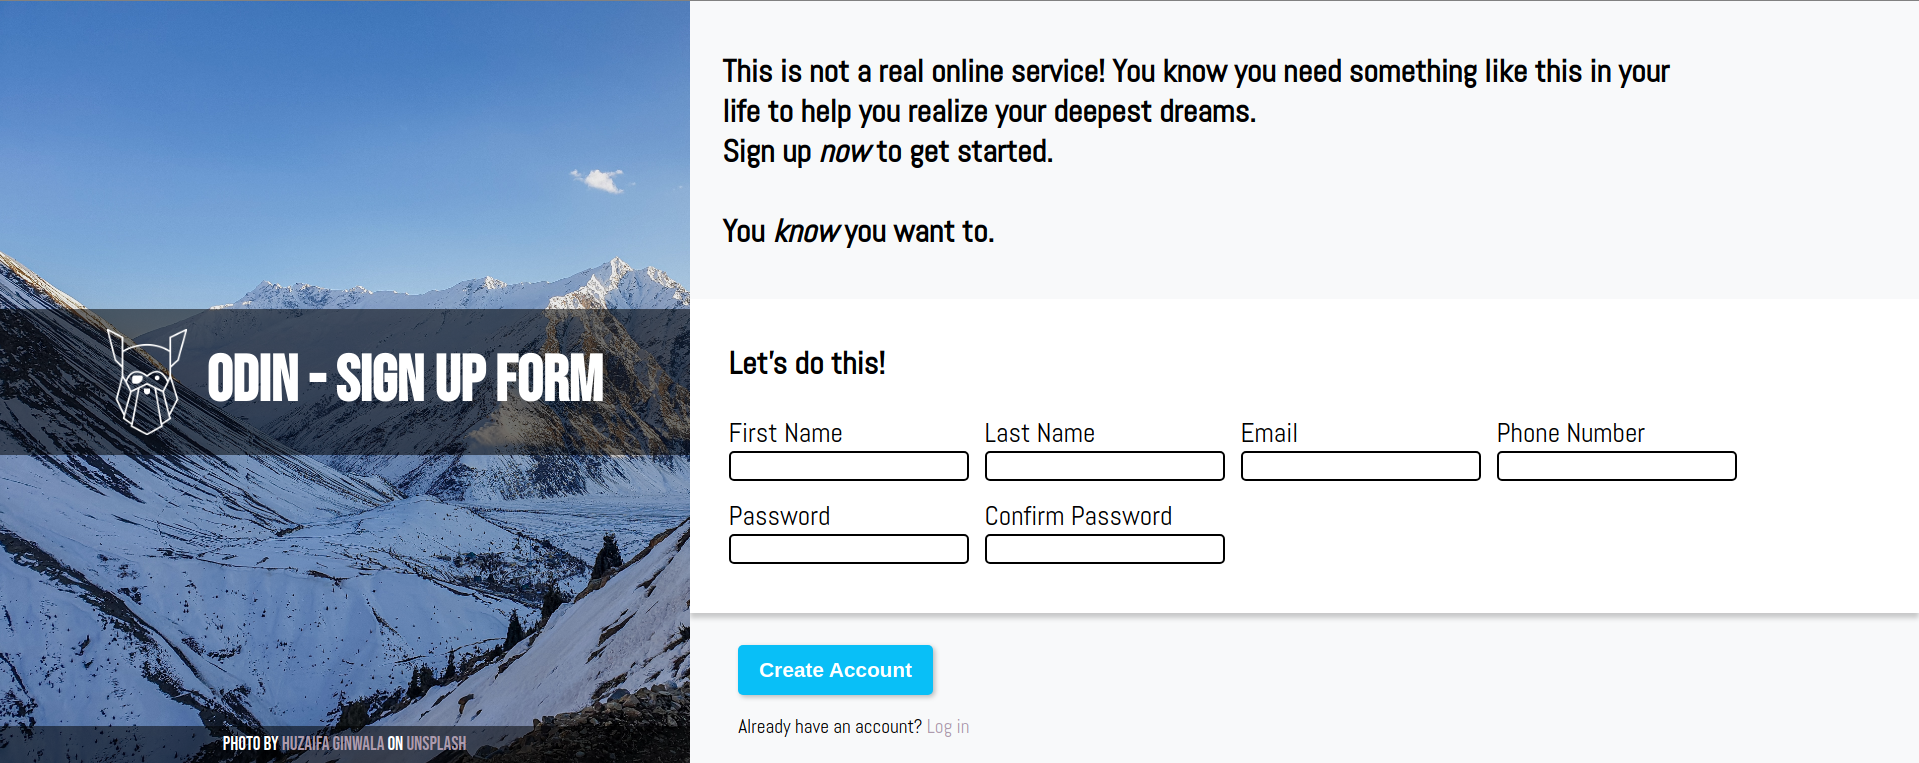 This is not a real online service! You know you need something like this in your
life to help you realize your deepest dreams.
Sign up now to get started.
You know you want to.
ODIN - SIGN UP FORM
Let's do this!
First Name
Last Name
Email
Phone Number
Password
Confirm Password
Create Account
Already have an account? Log in
PHOTO BY HUZAIFA GINWALA ON UNSPLASH